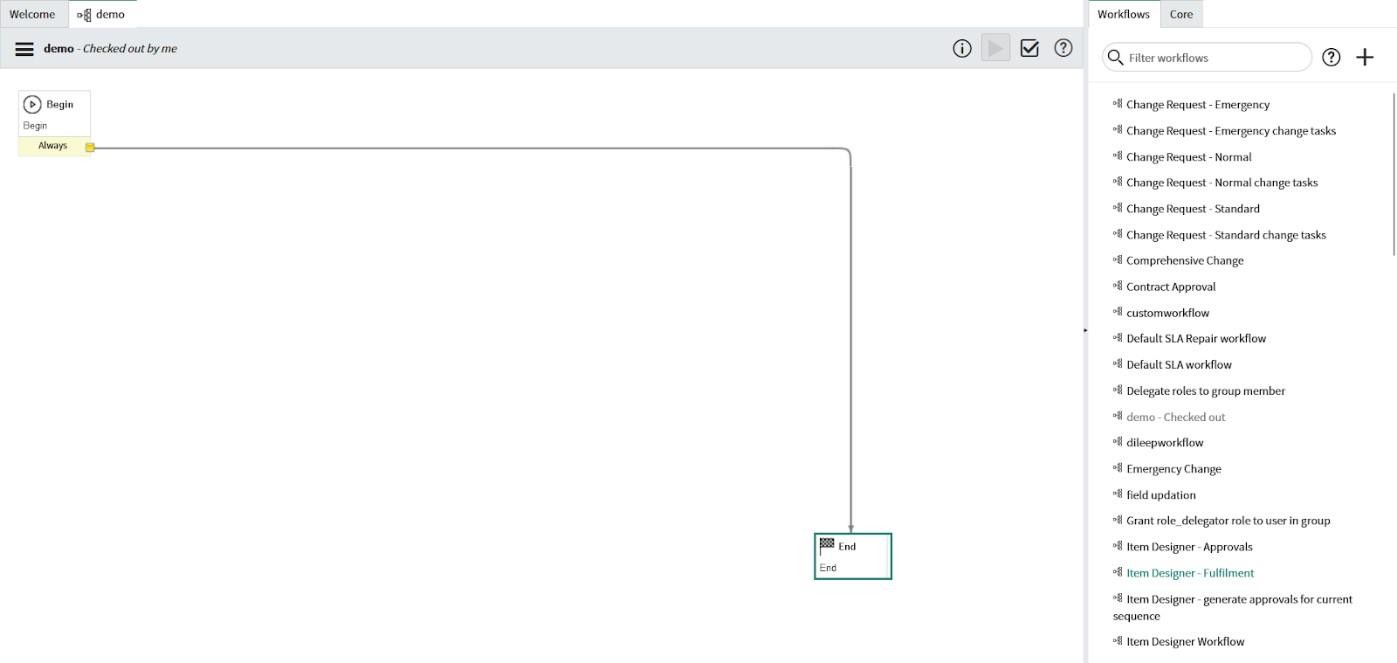 Welcome
demo
demo - Checked out by me
Begin
Begin
Always
End
End
Workflows
Core
Filter workflows
Change Request - Emergency
Change Request - Emergency change tasks
Change Request - Normal
Change Request - Normal change tasks
Change Request - Standard
Change Request - Standard change tasks
Comprehensive Change
Contract Approval
customworkflow
Default SLA Repair workflow
Default SLA workflow
Delegate roles to group member
demo - Checked out
dileepworkflow
Emergency Change
field updation
Grant role_delegator role to user in group
Item Designer - Approvals
Item Designer - Fulfilment
Item Designer - generate approvals for current
sequence
Item Designer Workflow